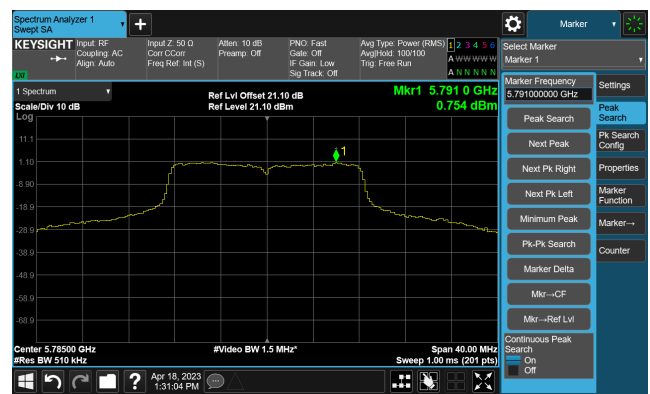 Spectrum Analyzer 1
Swept SA
Marker
KEYSIGHT
Input: RF
Coupling: AC
Align: Auto
Input Z: 50 Ω
Corr CCorr
Freq Ref: Int (S)
Atten: 10 dB
Preamp: Off
PNO: Fast
Gate: Off
IF Gain: Low
Sig Track: Off
Avg Type: Power (RMS)
Avg|Hold: 100/100
Trig: Free Run
1 2 3 4 5 6
A W W W W W
A N N N N N
LXI
Select Marker
Marker 1
1 Spectrum
Scale/Div 10 dB
Log
Ref Lvl Offset 21.10 dB
Ref Level 21.10 dBm
Mkr1 5.791 0 GHz
0.754 dBm
11.1
1.10
-8.90
-18.9
-28.9
-38.9
-48.9
-58.9
-68.9
1
Center 5.78500 GHz
#Res BW 510 kHz
#Video BW 1.5 MHz*
Span 40.00 MHz
Sweep 1.00 ms (201 pts)
Marker Frequency
5.791000000 GHz
Peak Search
Next Peak
Next Pk Right
Next Pk Left
Minimum Peak
Pk-Pk Search
Marker Delta
Mkr→CF
Mkr→Ref Lvl
Continuous Peak
Search
On
Off
Settings
Peak
Search
Pk Search
Config
Properties
Marker
Function
Marker→
Counter
?
Apr 18, 2023
1:31:04 PM